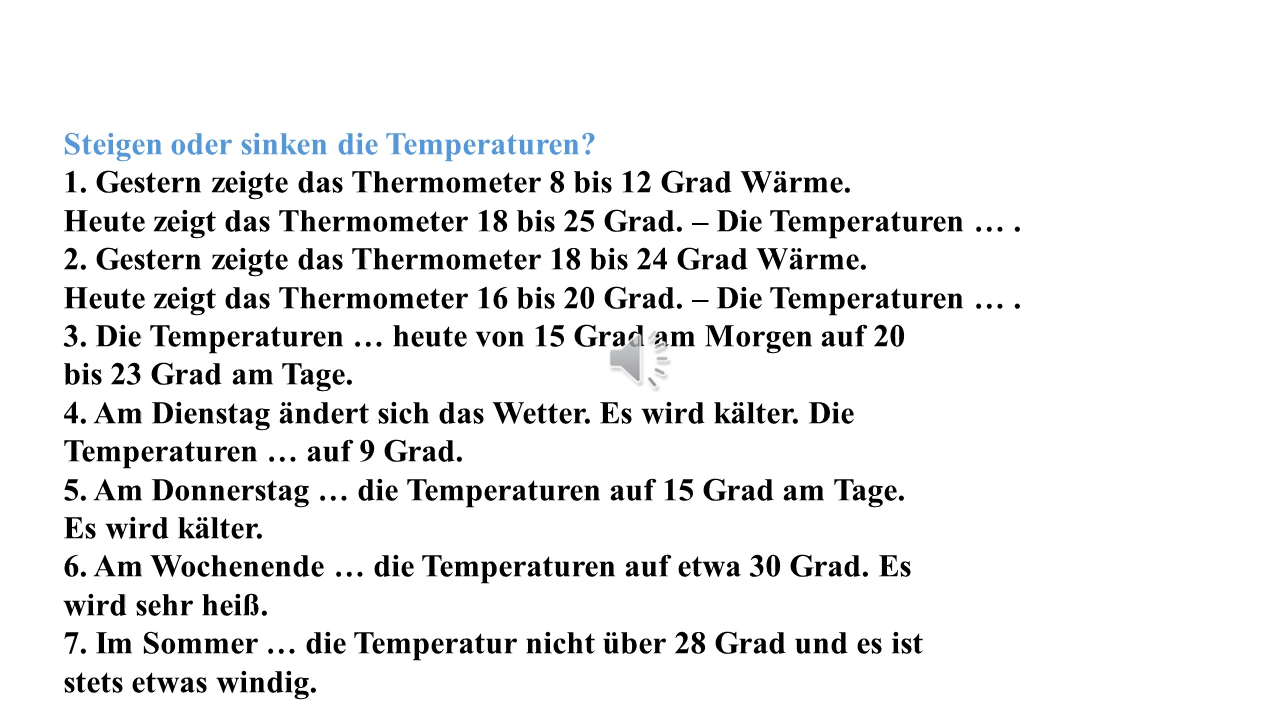 Steigen oder sinken die Temperaturen?
1. Gestern zeigte das Thermometer 8 bis 12 Grad Wärme.
Heute zeigt das Thermometer 18 bis 25 Grad. – Die Temperaturen … .
2. Gestern zeigte das Thermometer 18 bis 24 Grad Wärme.
Heute zeigt das Thermometer 16 bis 20 Grad. – Die Temperaturen … .
3. Die Temperaturen … heute von 15 Grad am Morgen auf 20
bis 23 Grad am Tage.
4. Am Dienstag ändert sich das Wetter. Es wird kälter. Die
Temperaturen … auf 9 Grad.
5. Am Donnerstag … die Temperaturen auf 15 Grad am Tage.
Es wird kälter.
6. Am Wochenende … die Temperaturen auf etwa 30 Grad. Es
wird sehr heiß.
7. Im Sommer … die Temperatur nicht über 28 Grad und es ist
stets etwas windig.